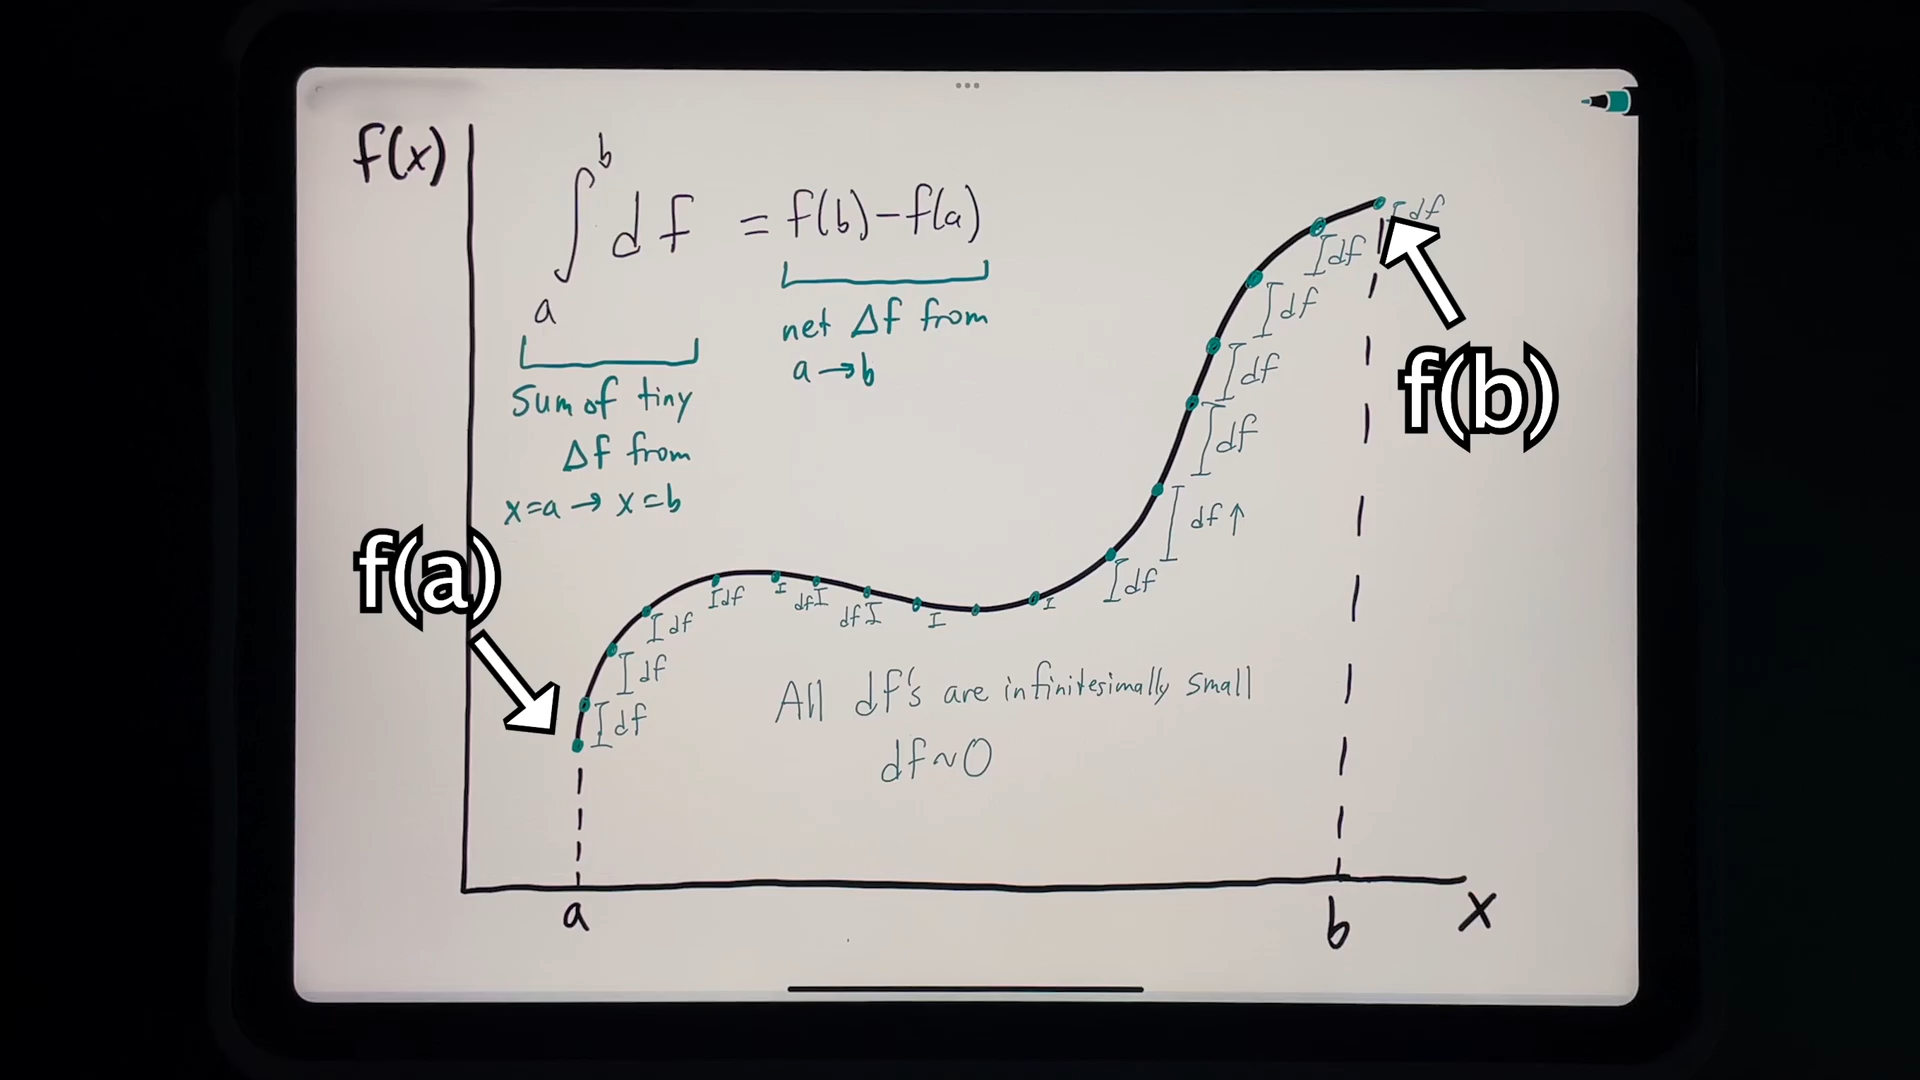 f(x)
b
∫ df = f(b)-f(a)
a
net Δf from
a→b
Sum of tiny
Δf from
x=a → x=b
f(a)
f(b)
df
df
df
df
df
df↑
df
df
df
df
df
df
df
All df's are infinitesimally small
df~0
a
b
x